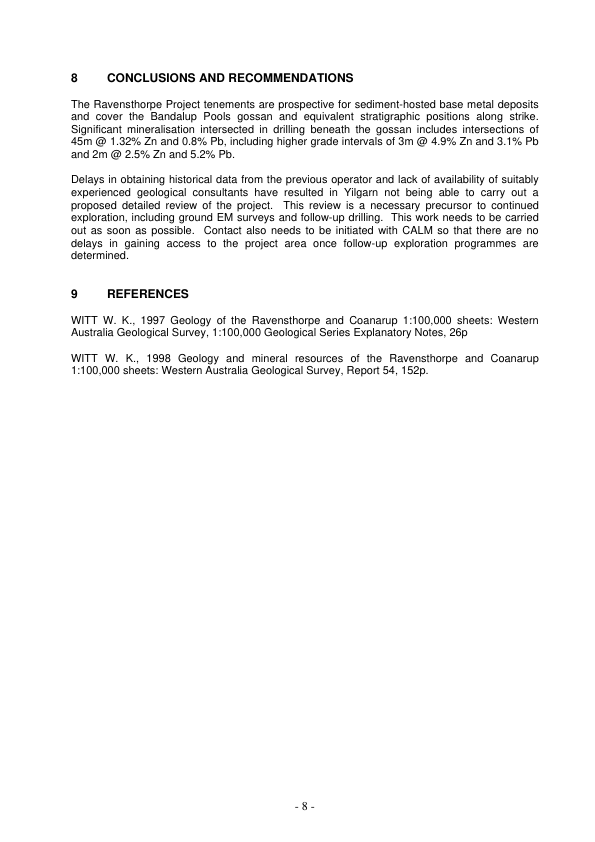 8 CONCLUSIONS AND RECOMMENDATIONS
The Ravensthorpe Project tenements are prospective for sediment-hosted base metal deposits
and cover the Bandalup Pools gossan and equivalent stratigraphic positions along strike.
Significant mineralisation intersected in drilling beneath the gossan includes intersections of
45m @ 1.32% Zn and 0.8% Pb, including higher grade intervals of 3m @ 4.9% Zn and 3.1% Pb
and 2m @ 2.5% Zn and 5.2% Pb.
Delays in obtaining historical data from the previous operator and lack of availability of suitably
experienced geological consultants have resulted in Yilgarn not being able to carry out a
proposed detailed review of the project. This review is a necessary precursor to continued
exploration, including ground EM surveys and follow-up drilling. This work needs to be carried
out as soon as possible. Contact also needs to be initiated with CALM so that there are no
delays in gaining access to the project area once follow-up exploration programmes are
determined.
9 REFERENCES
WITT W. K., 1997 Geology of the Ravensthorpe and Coanarup 1:100,000 sheets: Western
Australia Geological Survey, 1:100,000 Geological Series Explanatory Notes, 26p
WITT W. K., 1998 Geology and mineral resources of the Ravensthorpe and Coanarup
1:100,000 sheets: Western Australia Geological Survey, Report 54, 152p.
- 8 -